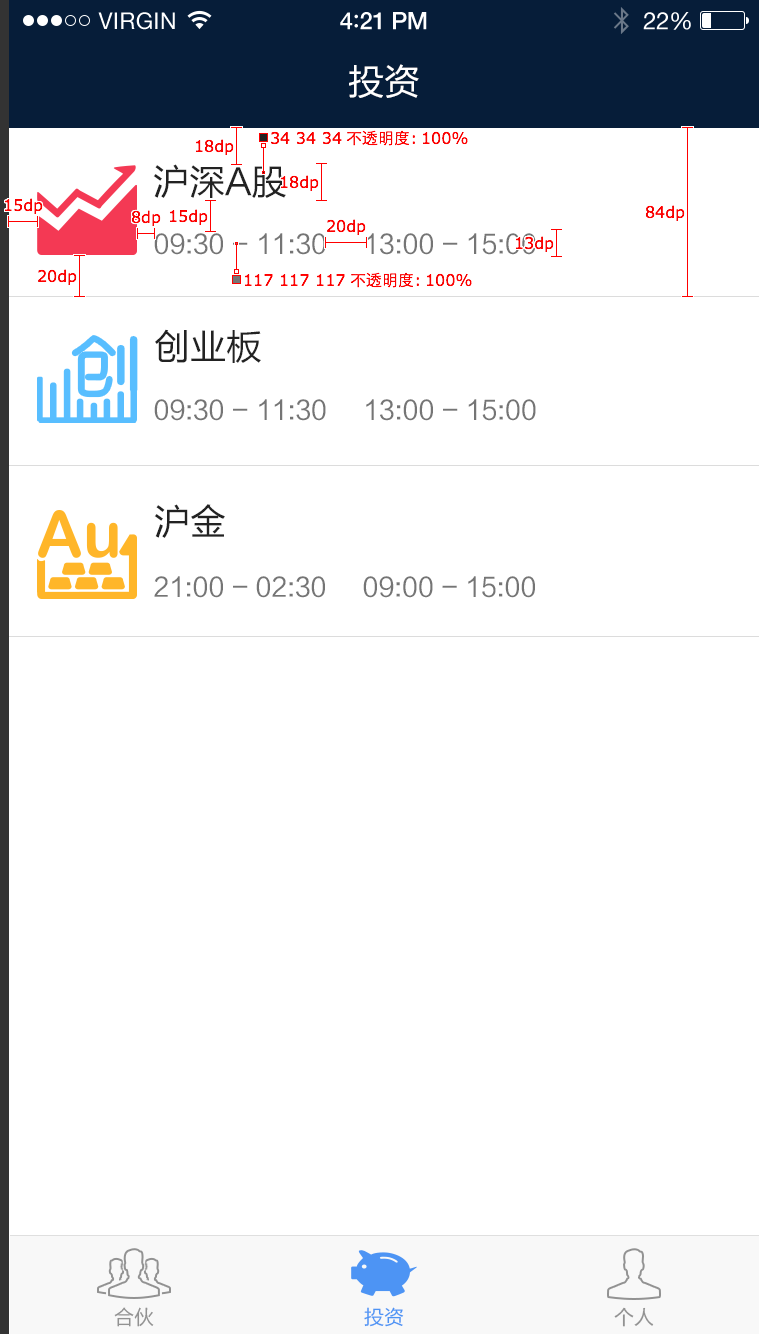 VIRGIN 4:21 PM 22%
投资
18dp 34 34 34 不透明度: 100%
沪深A股 18dp
15dp 8dp 15dp 20dp 84dp
09:30 – 11:30 13:00 – 15:00 13dp
20dp 117 117 117 不透明度: 100%
创业板
09:30 – 11:30 13:00 – 15:00
沪金
Au
21:00 – 02:30 09:00 – 15:00
合伙 投资 个人
创